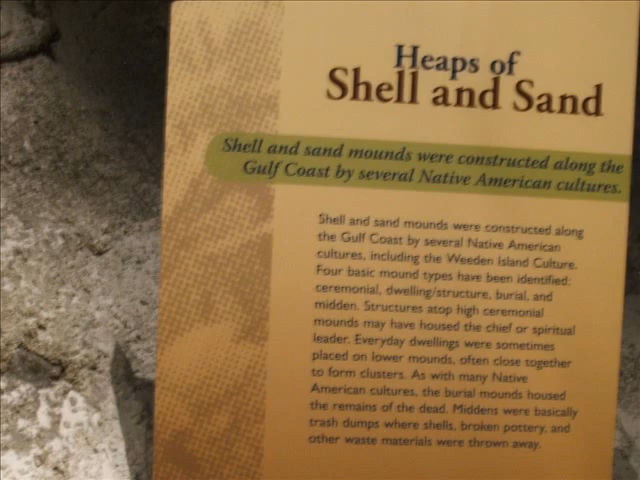 Heaps of
Shell and Sand
Shell and sand mounds were constructed along the
Gulf Coast by several Native American cultures.
Shell and sand mounds were constructed along
the Gulf Coast by several Native American
cultures, including the Weeden Island Culture.
Four basic mound types have been identified:
ceremonial, dwelling/structure, burial, and
midden. Structures atop high ceremonial
mounds may have housed the chief or spiritual
leader. Everyday dwellings were sometimes
placed on lower mounds, often close together
to form clusters. As with many Native
American cultures, the burial mounds housed
the remains of the dead. Middens were basically
trash dumps where shells, broken pottery, and
other waste materials were thrown away.